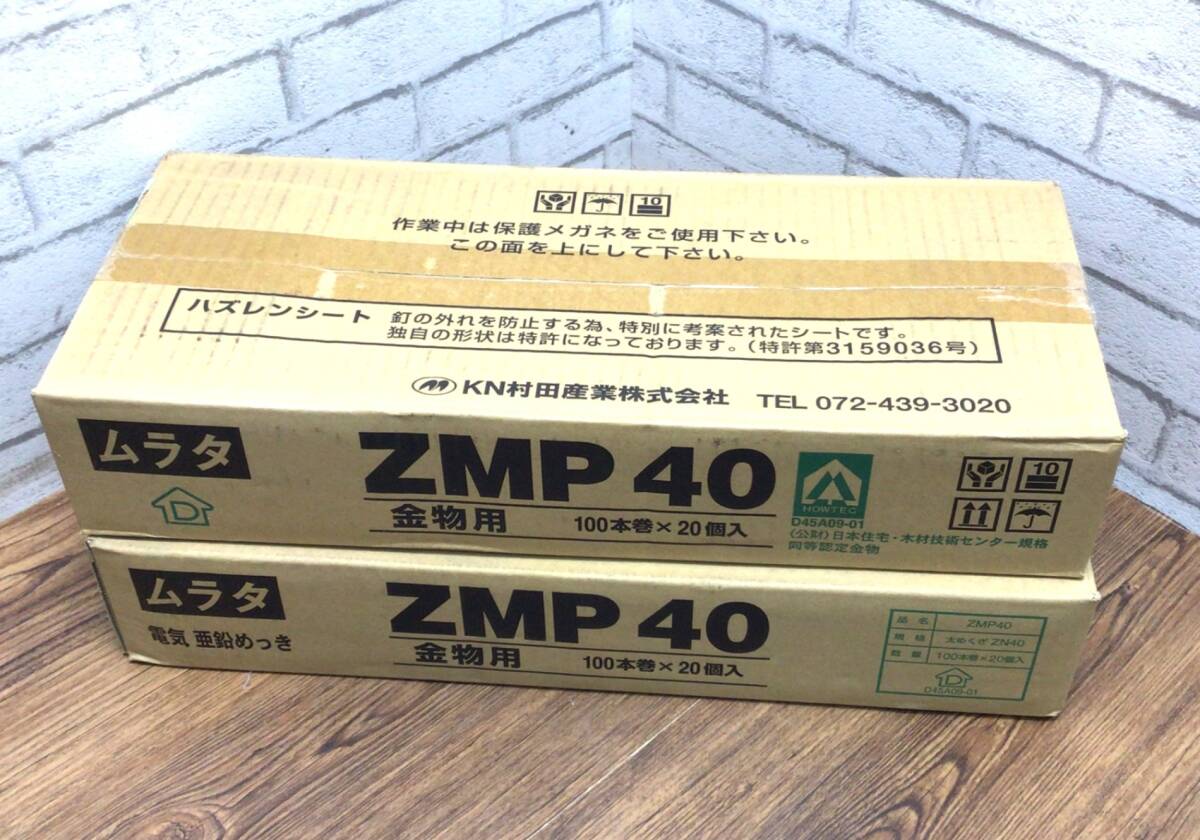 10
作業中は保護メガネをご使用下さい。
この面を上にして下さい。
ハズレンシート 釘の外れを防止する為、特別に考案されたシートです。
独自の形状は特許になっております。(特許第3159036号)
KN村田産業株式会社 TEL 072-439-3020
ムラタ
D
ZMP 40
金物用 100本巻×20個入
HOWTEC
D45A09-01
(公財)日本住宅・木材技術センター規格
同等認定金物
10
ムラタ
電気 亜鉛めっき
ZMP 40
金物用 100本巻×20個入
品名 ZMP40
規格 太めくぎ ZN40
数量 100本巻×20個入
D
D45A09-01